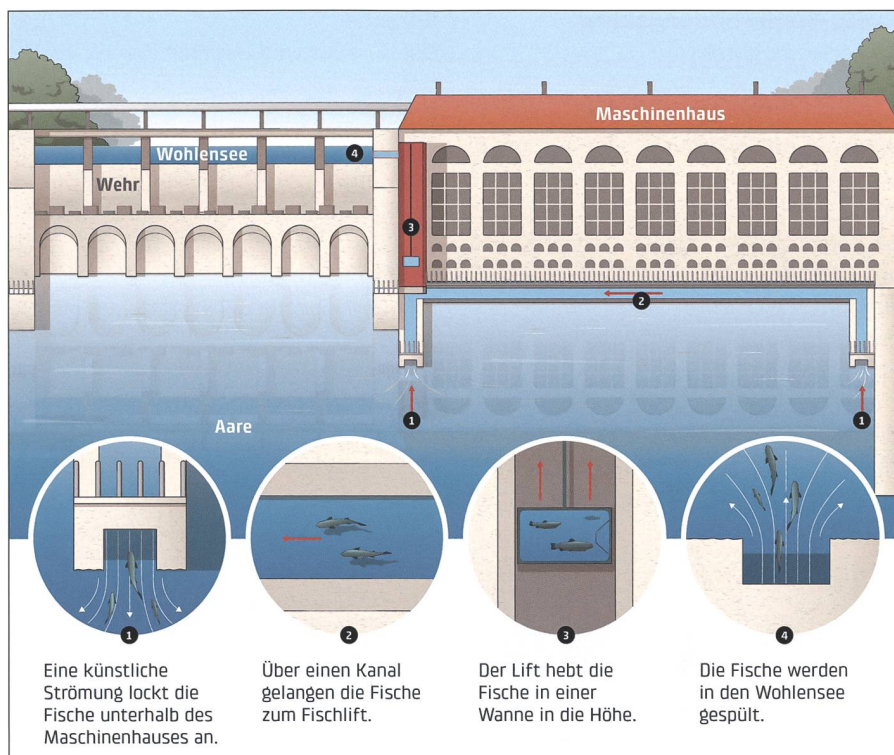 Maschinenhaus
Wohlensee
4
Wehr
3
2
1
1
Aare
1
Eine künstliche
Strömung lockt die
Fische unterhalb des
Maschinenhauses an.
2
Über einen Kanal
gelangen die Fische
zum Fischlift.
3
Der Lift hebt die
Fische in einer
Wanne in die Höhe.
4
Die Fische werden
in den Wohlensee
gespült.